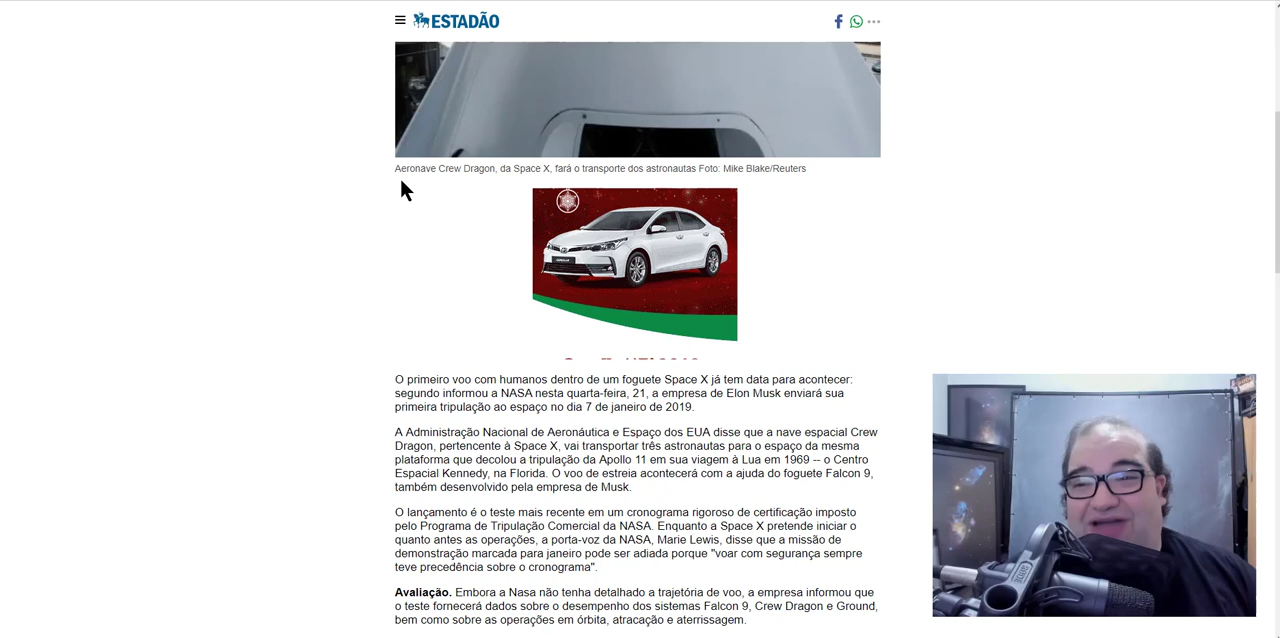 ESTADÃO
Aeronave Crew Dragon, da Space X, fará o transporte dos astronautas Foto: Mike Blake/Reuters
O primeiro voo com humanos dentro de um foguete Space X já tem data para acontecer:
segundo informou a NASA nesta quarta-feira, 21, a empresa de Elon Musk enviará sua
primeira tripulação ao espaço no dia 7 de janeiro de 2019.
A Administração Nacional de Aeronáutica e Espaço dos EUA disse que a nave espacial Crew
Dragon, pertencente à Space X, vai transportar três astronautas para o espaço da mesma
plataforma que decolou a tripulação da Apollo 11 em sua viagem à Lua em 1969 -- o Centro
Espacial Kennedy, na Florida. O voo de estreia acontecerá com a ajuda do foguete Falcon 9,
também desenvolvido pela empresa de Musk.
O lançamento é o teste mais recente em um cronograma rigoroso de certificação imposto
pelo Programa de Tripulação Comercial da NASA. Enquanto a Space X pretende iniciar o
quanto antes as operações, a porta-voz da NASA, Marie Lewis, disse que a missão de
demonstração marcada para janeiro pode ser adiada porque "voar com segurança sempre
teve precedência sobre o cronograma".
Avaliação. Embora a Nasa não tenha detalhado a trajetória de voo, a empresa informou que
o teste fornecerá dados sobre o desempenho dos sistemas Falcon 9, Crew Dragon e Ground,
bem como sobre as operações em órbita, atracação e aterrissagem.